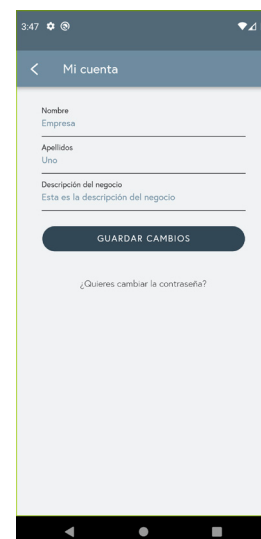 3:47
Mi cuenta
Nombre
Empresa
Apellidos
Uno
Descripción del negocio
Esta es la descripción del negocio
GUARDAR CAMBIOS
¿Quieres cambiar la contraseña?